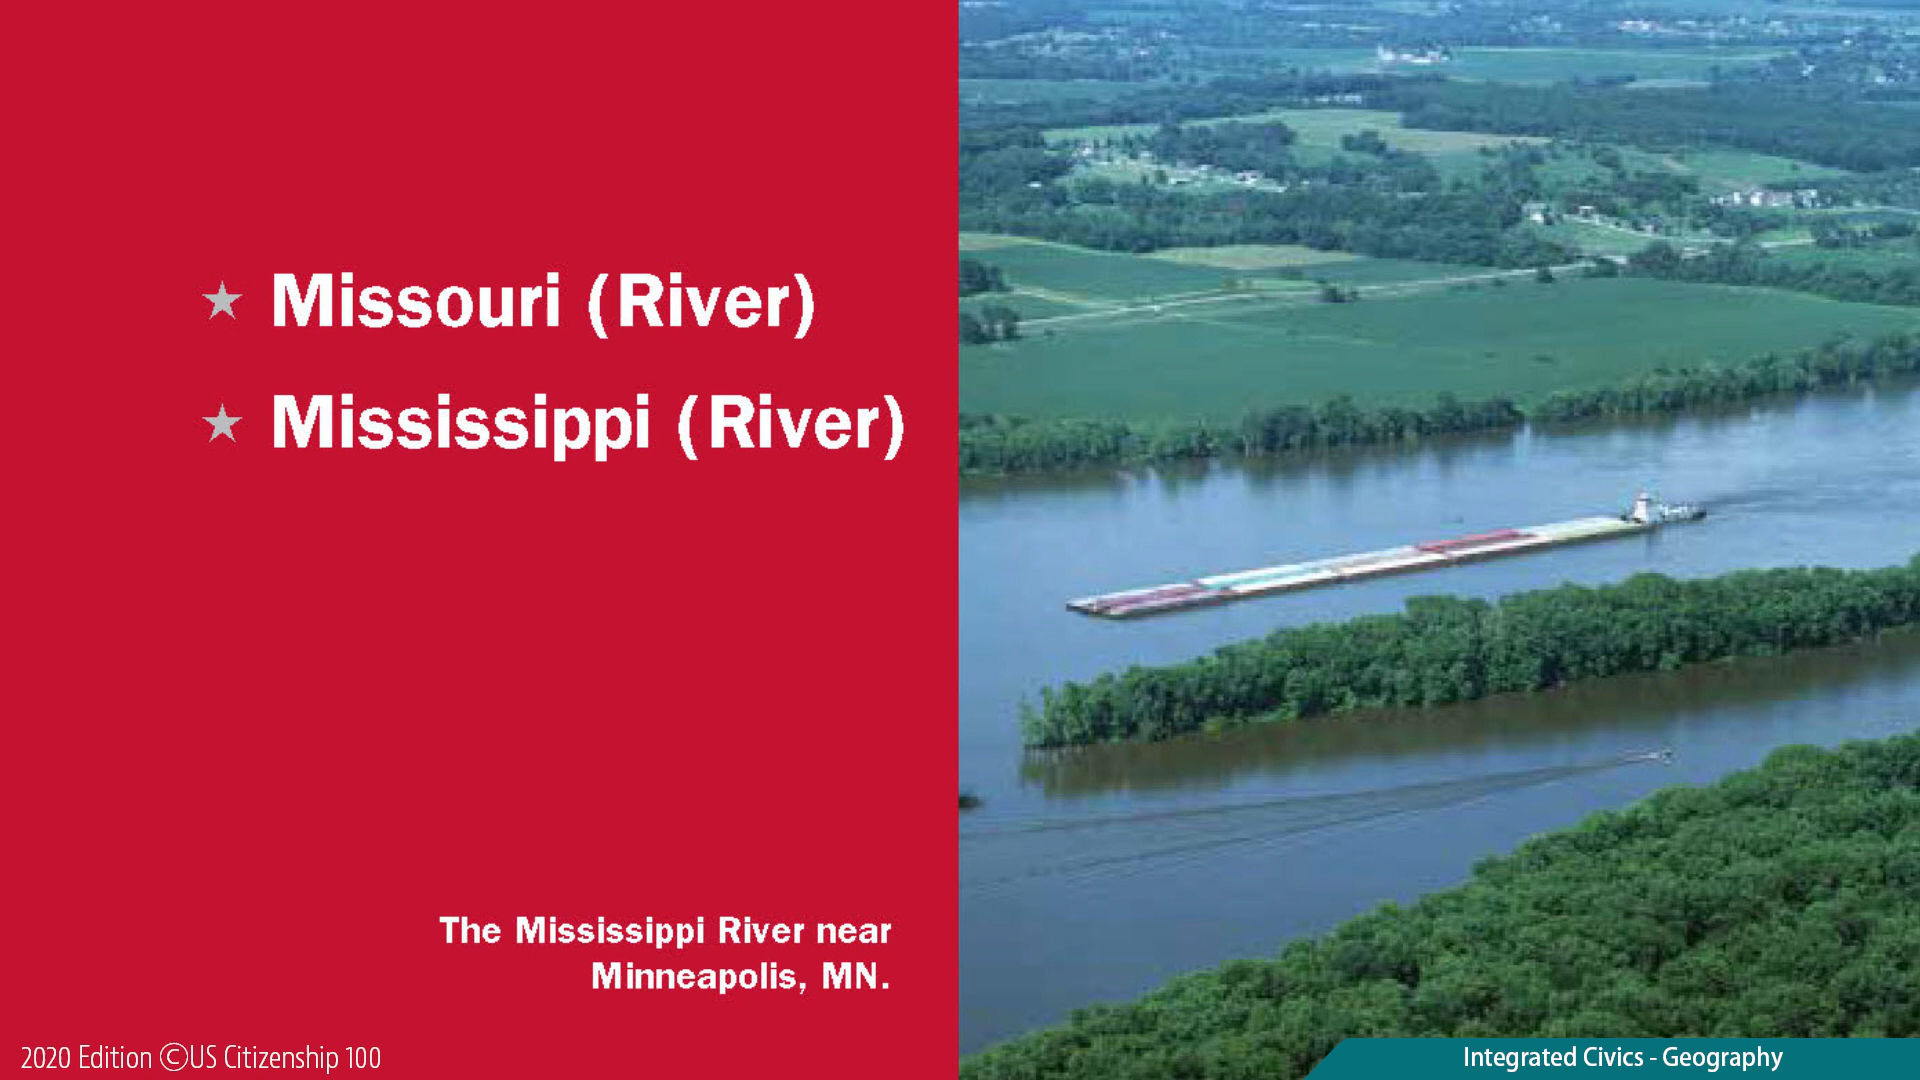 ★ Missouri (River)
★ Mississippi (River)
The Mississippi River near
Minneapolis, MN.
2020 Edition ©US Citizenship 100
Integrated Civics - Geography